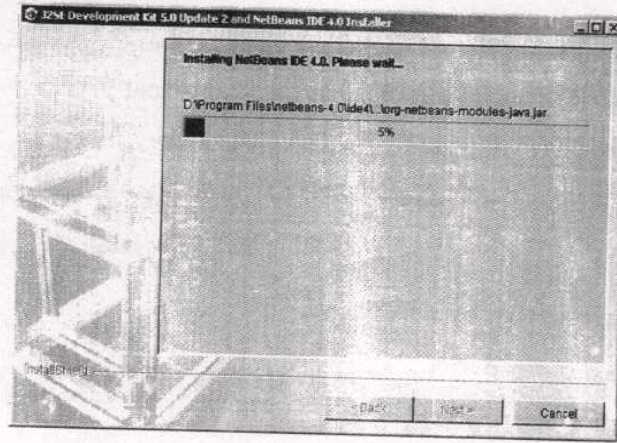 J2SE Development Kit 5.0 Update 2 and NetBeans IDE 4.0 Installer
Installing NetBeans IDE 4.0. Please wait...
D:\Program Files\netbeans-4.0\ide4\...\org-netbeans-modules-java.jar
5%
InstallShield
< Back Next > Cancel